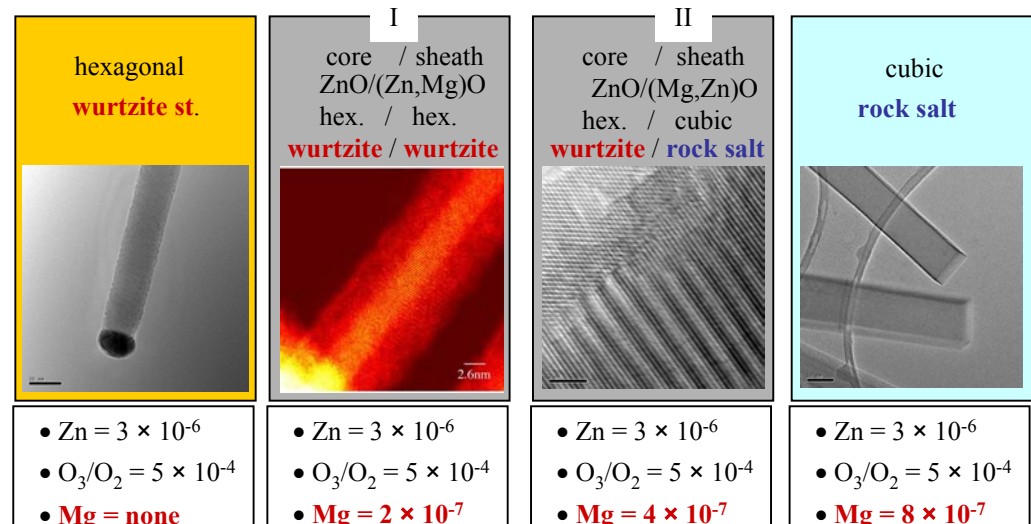 hexagonal
wurtzite st.
I
core / sheath
ZnO/(Zn,Mg)O
hex. / hex.
wurtzite / wurtzite
2.6nm
II
core / sheath
ZnO/(Mg,Zn)O
hex. / cubic
wurtzite / rock salt
cubic
rock salt
• Zn = 3 × 10⁻⁶
• O₃/O₂ = 5 × 10⁻⁴
• Mg = none
• Zn = 3 × 10⁻⁶
• O₃/O₂ = 5 × 10⁻⁴
• Mg = 2 × 10⁻⁷
• Zn = 3 × 10⁻⁶
• O₃/O₂ = 5 × 10⁻⁴
• Mg = 4 × 10⁻⁷
• Zn = 3 × 10⁻⁶
• O₃/O₂ = 5 × 10⁻⁴
• Mg = 8 × 10⁻⁷